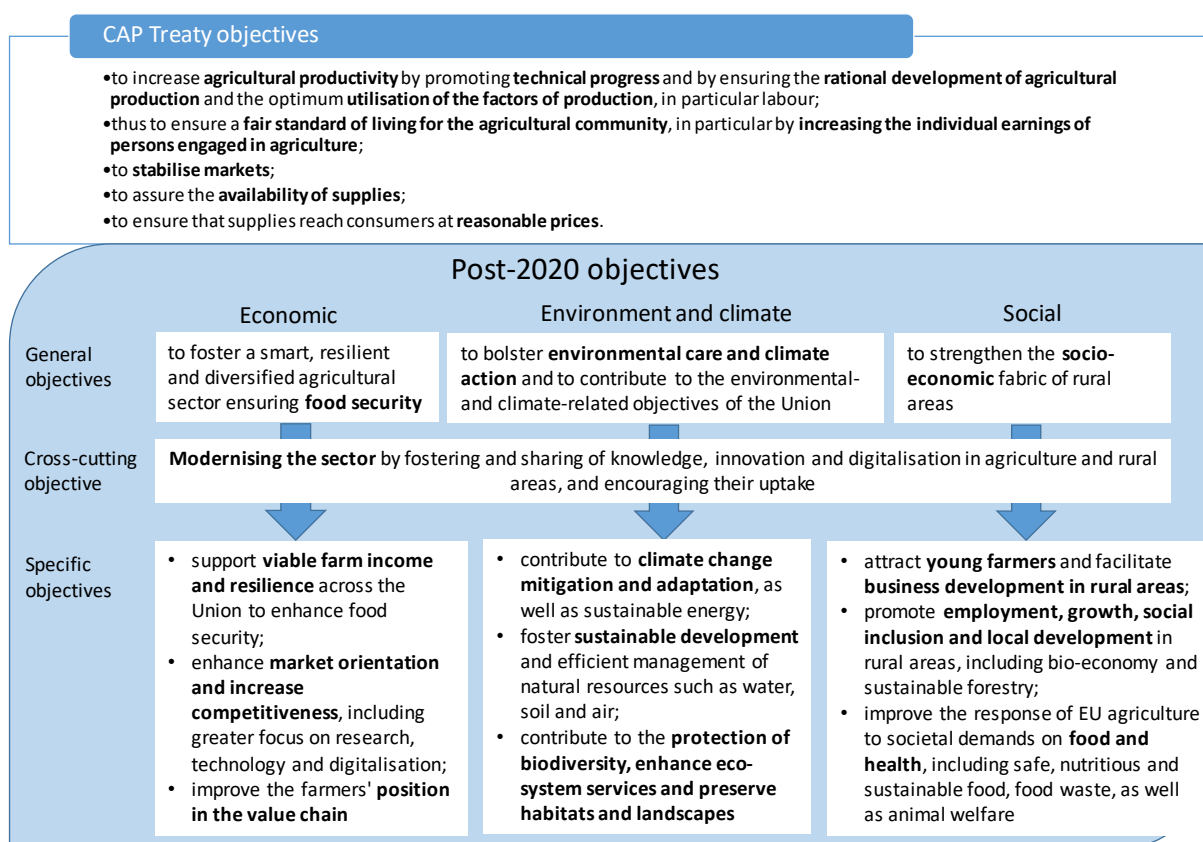 CAP Treaty objectives
•to increase agricultural productivity by promoting technical progress and by ensuring the rational development of agricultural
production and the optimum utilisation of the factors of production, in particular labour;
•thus to ensure a fair standard of living for the agricultural community, in particular by increasing the individual earnings of
persons engaged in agriculture;
•to stabilise markets;
•to assure the availability of supplies;
•to ensure that supplies reach consumers at reasonable prices.
Post-2020 objectives
Economic
Environment and climate
Social
General
objectives
to foster a smart, resilient
and diversified agricultural
sector ensuring food security
to bolster environmental care and climate
action and to contribute to the environmental-
and climate-related objectives of the Union
to strengthen the socio-
economic fabric of rural
areas
Cross-cutting
objective
Modernising the sector by fostering and sharing of knowledge, innovation and digitalisation in agriculture and rural
areas, and encouraging their uptake
Specific
objectives
• support viable farm income
and resilience across the
Union to enhance food
security;
• enhance market orientation
and increase
competitiveness, including
greater focus on research,
technology and digitalisation;
• improve the farmers' position
in the value chain
• contribute to climate change
mitigation and adaptation, as
well as sustainable energy;
• foster sustainable development
and efficient management of
natural resources such as water,
soil and air;
• contribute to the protection of
biodiversity, enhance eco-
system services and preserve
habitats and landscapes
• attract young farmers and facilitate
business development in rural areas;
• promote employment, growth, social
inclusion and local development in
rural areas, including bio-economy and
sustainable forestry;
• improve the response of EU agriculture
to societal demands on food and
health, including safe, nutritious and
sustainable food, food waste, as well
as animal welfare